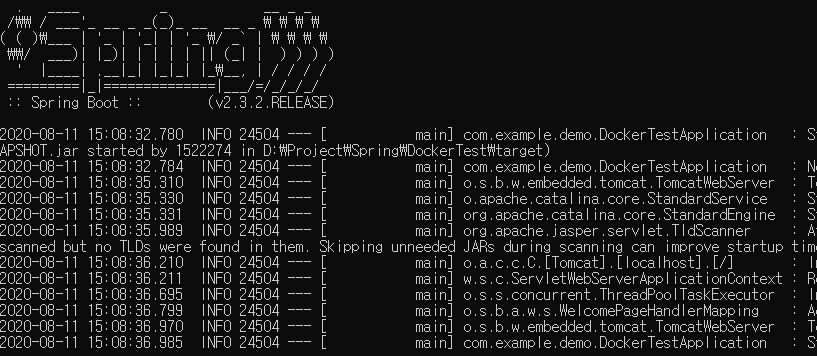 :: Spring Boot ::        (v2.3.2.RELEASE)
2020-08-11 15:08:32.780  INFO 24504 --- [           main] com.example.demo.DockerTestApplication   : S
APSHOT.jar started by 1522274 in D:₩Project₩Spring₩DockerTest₩target)
2020-08-11 15:08:32.784  INFO 24504 --- [           main] com.example.demo.DockerTestApplication   : N
2020-08-11 15:08:35.310  INFO 24504 --- [           main] o.s.b.w.embedded.tomcat.TomcatWebServer  : T
2020-08-11 15:08:35.330  INFO 24504 --- [           main] o.apache.catalina.core.StandardService   : S
2020-08-11 15:08:35.331  INFO 24504 --- [           main] org.apache.catalina.core.StandardEngine  : S
2020-08-11 15:08:35.989  INFO 24504 --- [           main] org.apache.jasper.servlet.TldScanner     : A
scanned but no TLDs were found in them. Skipping unneeded JARs during scanning can improve startup tim
2020-08-11 15:08:36.210  INFO 24504 --- [           main] o.a.c.c.C.[Tomcat].[localhost].[/]       : I
2020-08-11 15:08:36.211  INFO 24504 --- [           main] w.s.c.ServletWebServerApplicationContext : R
2020-08-11 15:08:36.695  INFO 24504 --- [           main] o.s.s.concurrent.ThreadPoolTaskExecutor  : I
2020-08-11 15:08:36.799  INFO 24504 --- [           main] o.s.b.a.w.s.WelcomePageHandlerMapping    : A
2020-08-11 15:08:36.970  INFO 24504 --- [           main] o.s.b.w.embedded.tomcat.TomcatWebServer  : T
2020-08-11 15:08:36.985  INFO 24504 --- [           main] com.example.demo.DockerTestApplication   : S